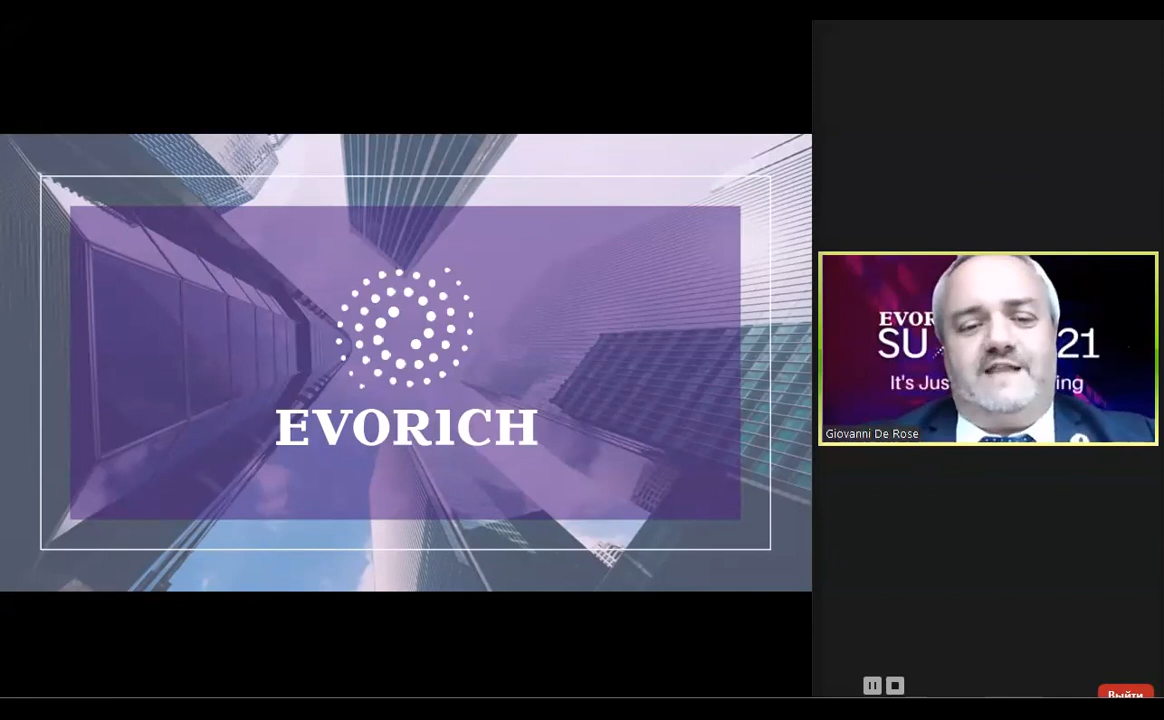 EVORICH
EVOR
SU 21
It's Jus ing
Giovanni De Rose
Выйти